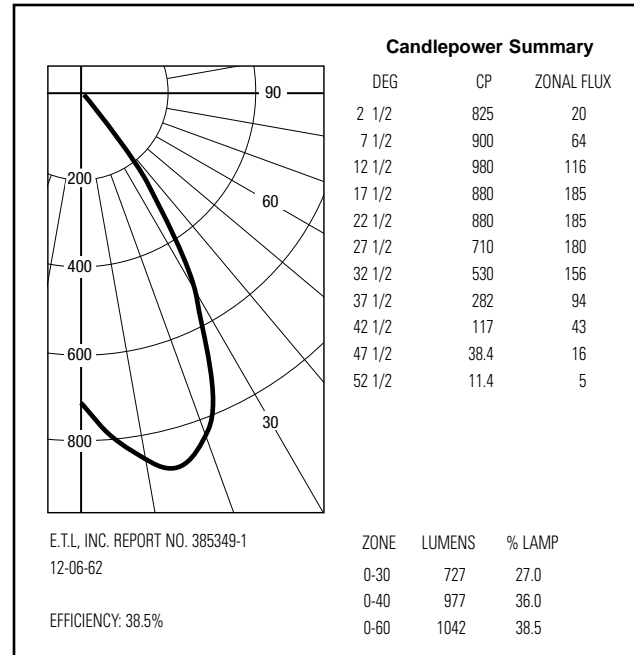 Candlepower Summary
DEG CP ZONAL FLUX
2 1/2 825 20
7 1/2 900 64
12 1/2 980 116
17 1/2 880 185
22 1/2 880 185
27 1/2 710 180
32 1/2 530 156
37 1/2 282 94
42 1/2 117 43
47 1/2 38.4 16
52 1/2 11.4 5
90
200
60
400
600
30
800
E.T.L, INC. REPORT NO. 385349-1
12-06-62
EFFICIENCY: 38.5%
ZONE LUMENS % LAMP
0-30 727 27.0
0-40 977 36.0
0-60 1042 38.5